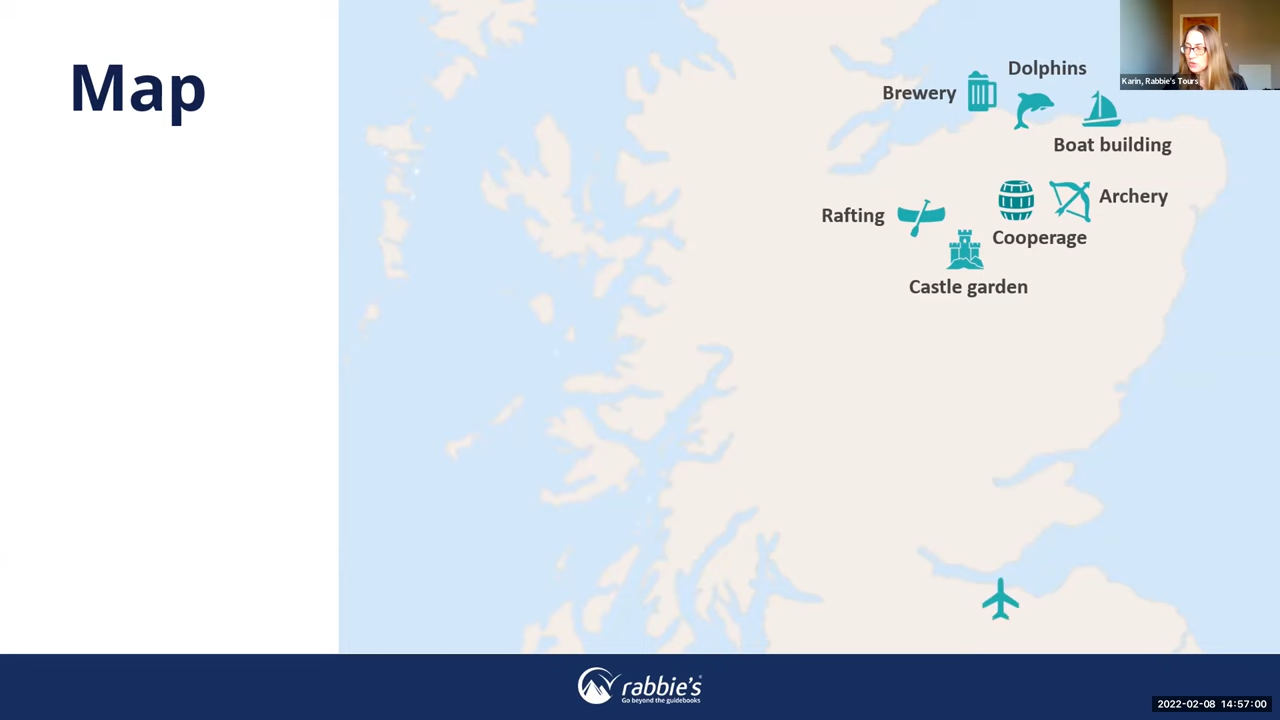 Map
Dolphins
Brewery
Boat building
Archery
Rafting
Cooperage
Castle garden
Karin, Rabbie's Tours
rabbie's
Go beyond the guidebooks
2022-02-08 14:57:00